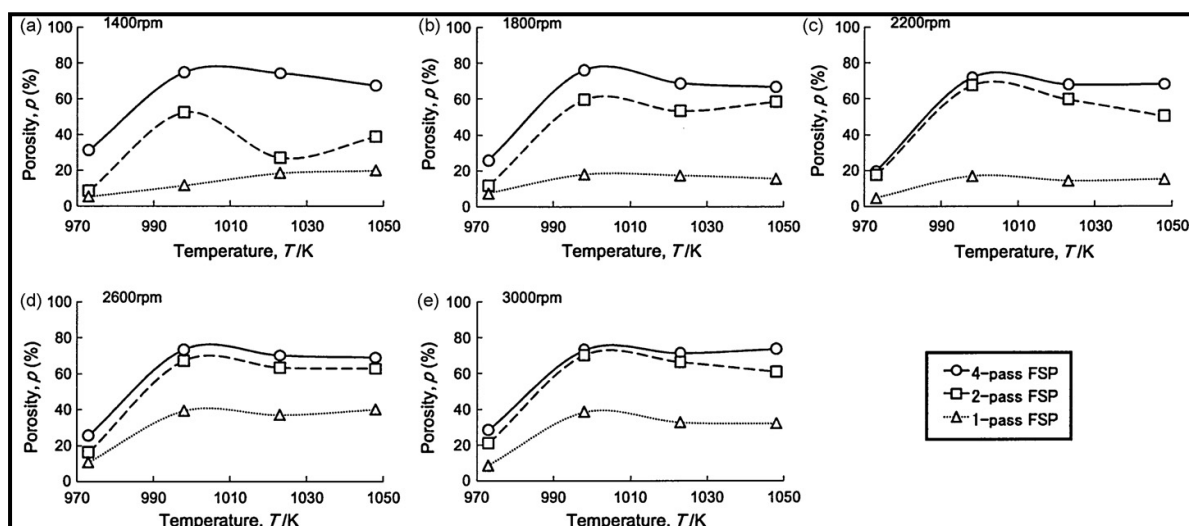 (a) 1400rpm
100
80
60
40
20
0
Porosity, p (%)
970 990 1010 1030 1050
Temperature, T/K
(b) 1800rpm
100
80
60
40
20
0
Porosity, p (%)
970 990 1010 1030 1050
Temperature, T/K
(c) 2200rpm
100
80
60
40
20
0
Porosity, p (%)
970 990 1010 1030 1050
Temperature, T/K
(d) 2600rpm
100
80
60
40
20
0
Porosity, p (%)
970 990 1010 1030 1050
Temperature, T/K
(e) 3000rpm
100
80
60
40
20
0
Porosity, p (%)
970 990 1010 1030 1050
Temperature, T/K
4-pass FSP
2-pass FSP
1-pass FSP